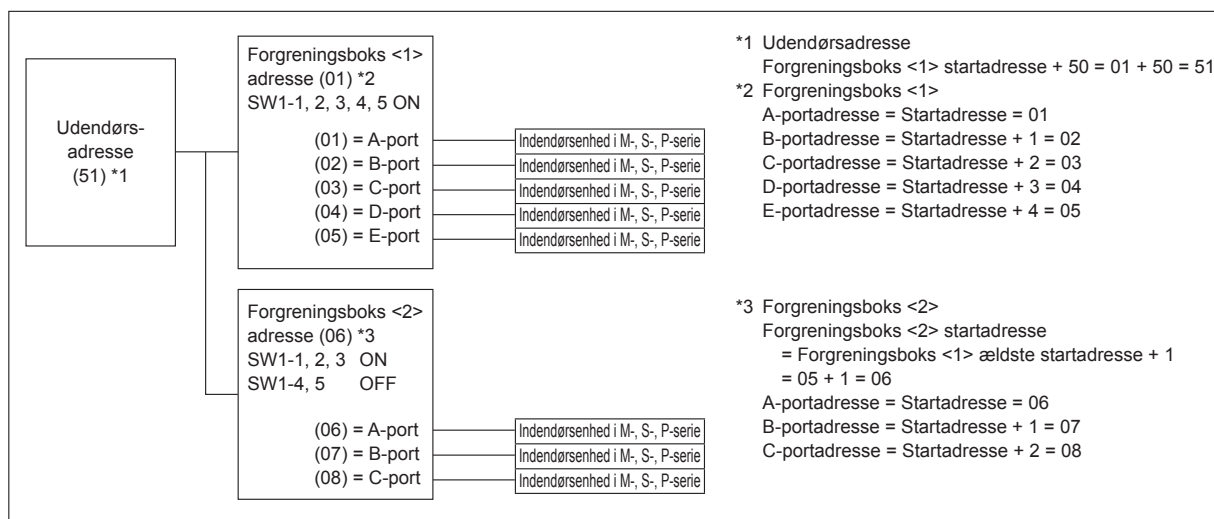 Udendørs-
adresse
(51) *1
Forgreningsboks <1>
adresse (01) *2
SW1-1, 2, 3, 4, 5 ON
(01) = A-port
(02) = B-port
(03) = C-port
(04) = D-port
(05) = E-port
Indendørsenhed i M-, S-, P-serie
Indendørsenhed i M-, S-, P-serie
Indendørsenhed i M-, S-, P-serie
Indendørsenhed i M-, S-, P-serie
Indendørsenhed i M-, S-, P-serie
Forgreningsboks <2>
adresse (06) *3
SW1-1, 2, 3 ON
SW1-4, 5 OFF
(06) = A-port
(07) = B-port
(08) = C-port
Indendørsenhed i M-, S-, P-serie
Indendørsenhed i M-, S-, P-serie
Indendørsenhed i M-, S-, P-serie
*1 Udendørsadresse
Forgreningsboks <1> startadresse + 50 = 01 + 50 = 51
*2 Forgreningsboks <1>
A-portadresse = Startadresse = 01
B-portadresse = Startadresse + 1 = 02
C-portadresse = Startadresse + 2 = 03
D-portadresse = Startadresse + 3 = 04
E-portadresse = Startadresse + 4 = 05
*3 Forgreningsboks <2>
Forgreningsboks <2> startadresse
= Forgreningsboks <1> ældste startadresse + 1
= 05 + 1 = 06
A-portadresse = Startadresse = 06
B-portadresse = Startadresse + 1 = 07
C-portadresse = Startadresse + 2 = 08